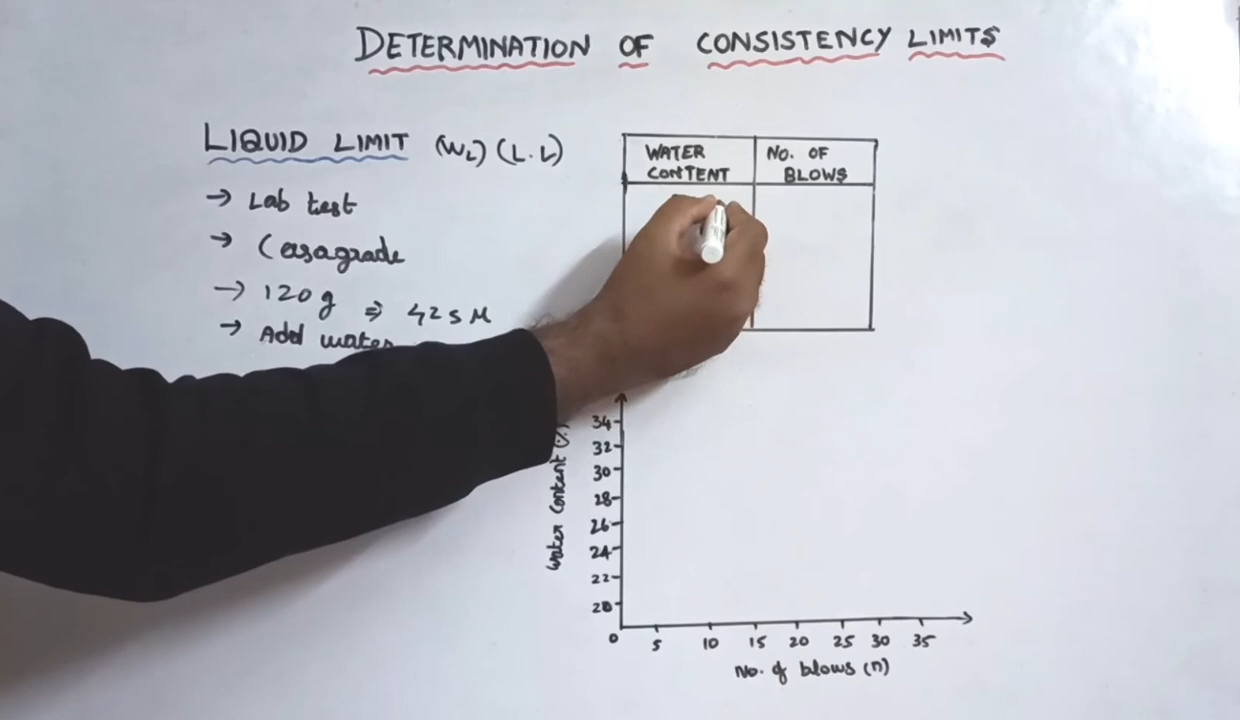 DETERMINATION OF CONSISTENCY LIMITS
LIQUID LIMIT (WL) (L.L)
→ Lab test
→ Casagrade
→ 120g ⇒ 425 M
→ Add water
WATER CONTENT
No. OF BLOWS
Water Content (%)
34
32
30
28
26
24
22
20
0 5 10 15 20 25 30 35
No. of blows (n)